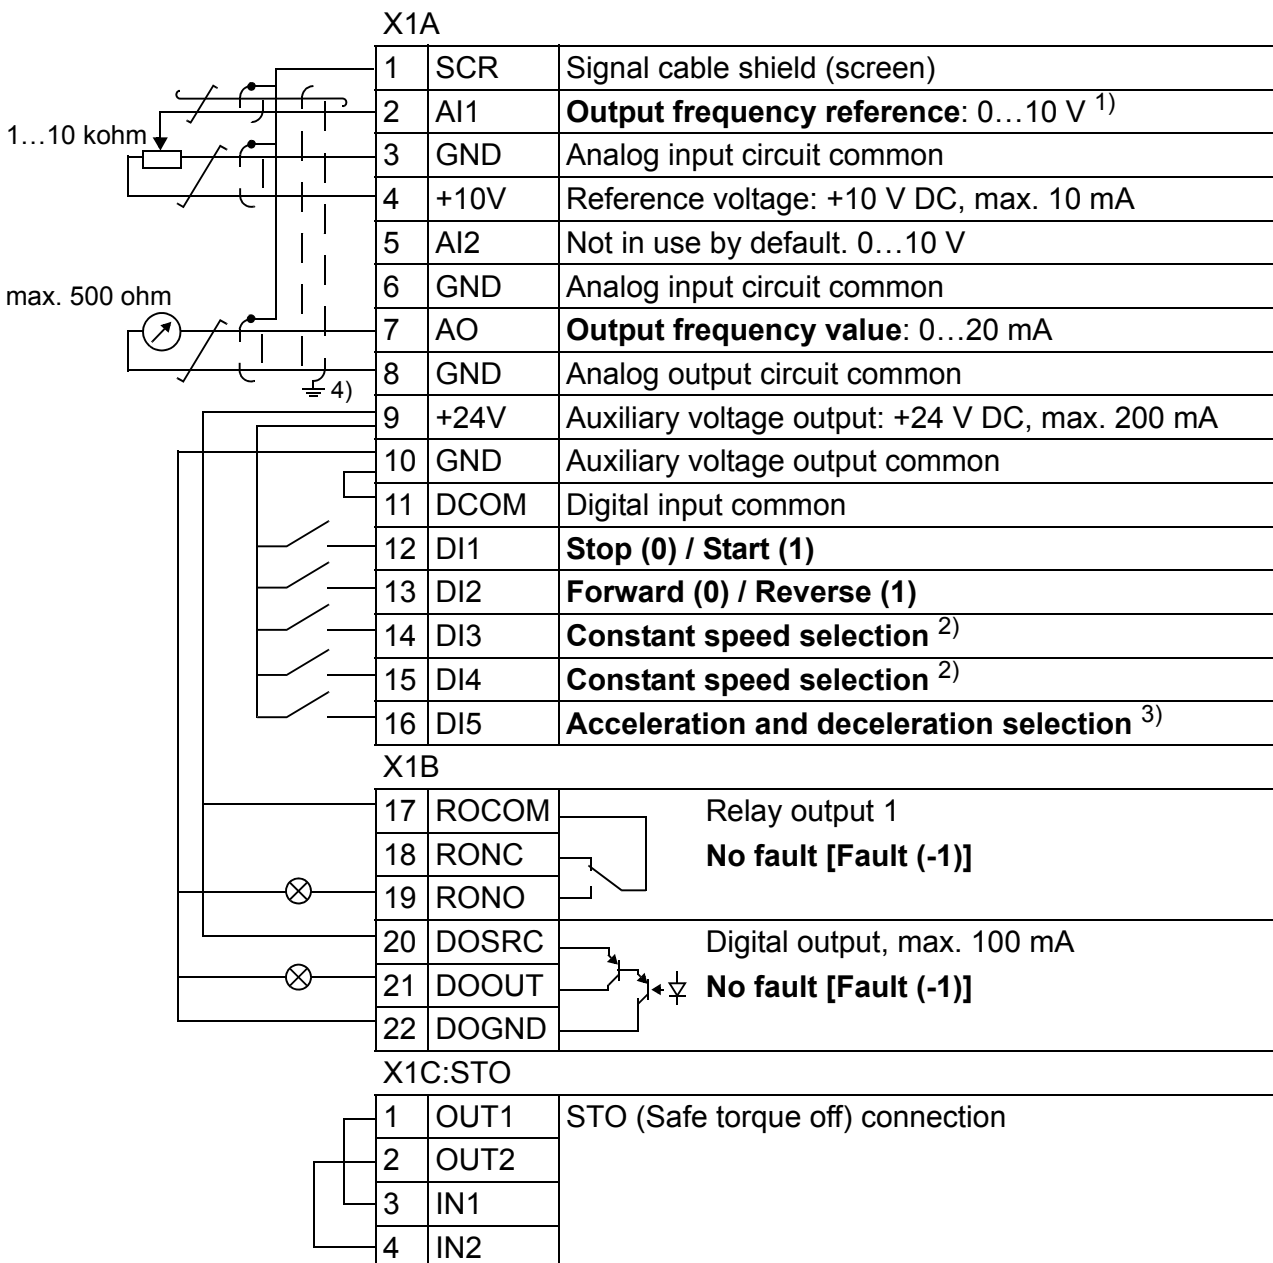 X1A
1 SCR Signal cable shield (screen)
2 AI1 Output frequency reference: 0…10 V 1)
1…10 kohm
3 GND Analog input circuit common
4 +10V Reference voltage: +10 V DC, max. 10 mA
5 AI2 Not in use by default. 0…10 V
6 GND Analog input circuit common
max. 500 ohm
7 AO Output frequency value: 0…20 mA
8 GND Analog output circuit common
4)
9 +24V Auxiliary voltage output: +24 V DC, max. 200 mA
10 GND Auxiliary voltage output common
11 DCOM Digital input common
12 DI1 Stop (0) / Start (1)
13 DI2 Forward (0) / Reverse (1)
14 DI3 Constant speed selection 2)
15 DI4 Constant speed selection 2)
16 DI5 Acceleration and deceleration selection 3)
X1B
17 ROCOM Relay output 1
18 RONC No fault [Fault (-1)]
19 RONO
20 DOSRC Digital output, max. 100 mA
21 DOOUT No fault [Fault (-1)]
22 DOGND
X1C:STO
1 OUT1 STO (Safe torque off) connection
2 OUT2
3 IN1
4 IN2